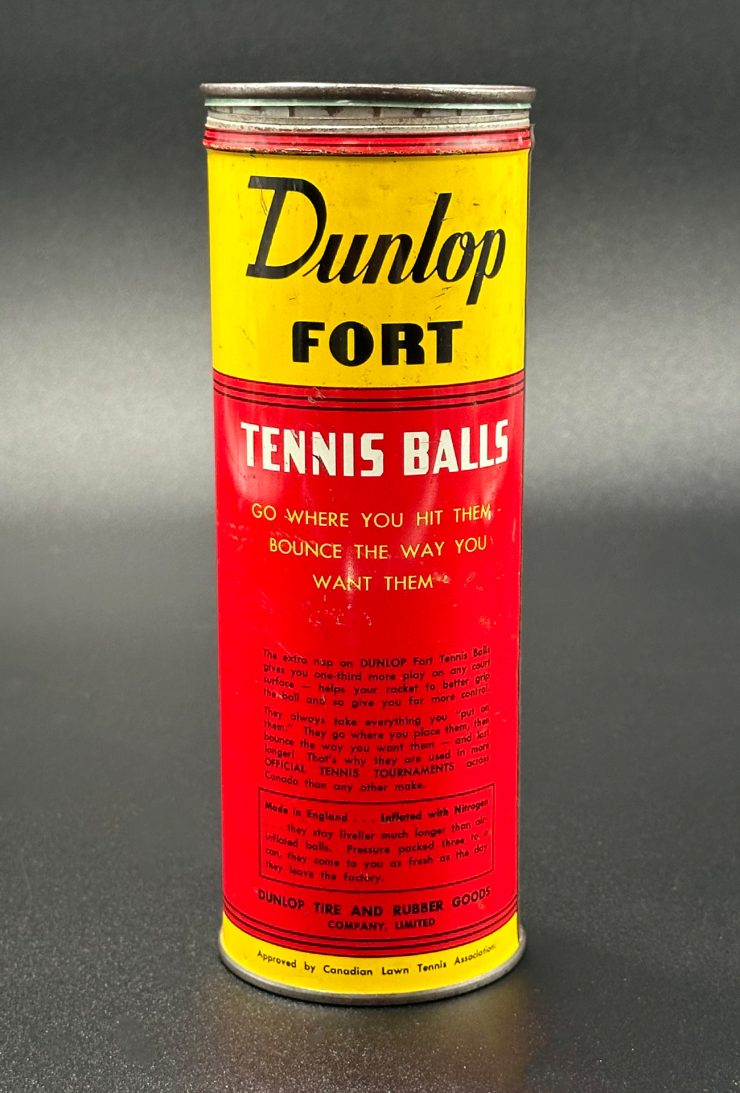 Dunlop
FORT
TENNIS BALLS
GO WHERE YOU HIT THEM
BOUNCE THE WAY YOU
WANT THEM
The extra nap on DUNLOP Fort Tennis Balls
gives you one-third more play on any court
surface — helps your racket to better grip
the ball and so give you far more control.
They always take everything you "put on
them." They go where you place them, then
bounce the way you want them — and last
longer! That's why they are used in more
OFFICIAL TENNIS TOURNAMENTS across
Canada than any other make.
Made in England . . . Inflated with Nitrogen
. . . they stay livelier much longer than air-
inflated balls. Pressure packed three to a
can, they come to you as fresh as the day
they leave the factory.
DUNLOP TIRE AND RUBBER GOODS
COMPANY, LIMITED
Approved by Canadian Lawn Tennis Association.